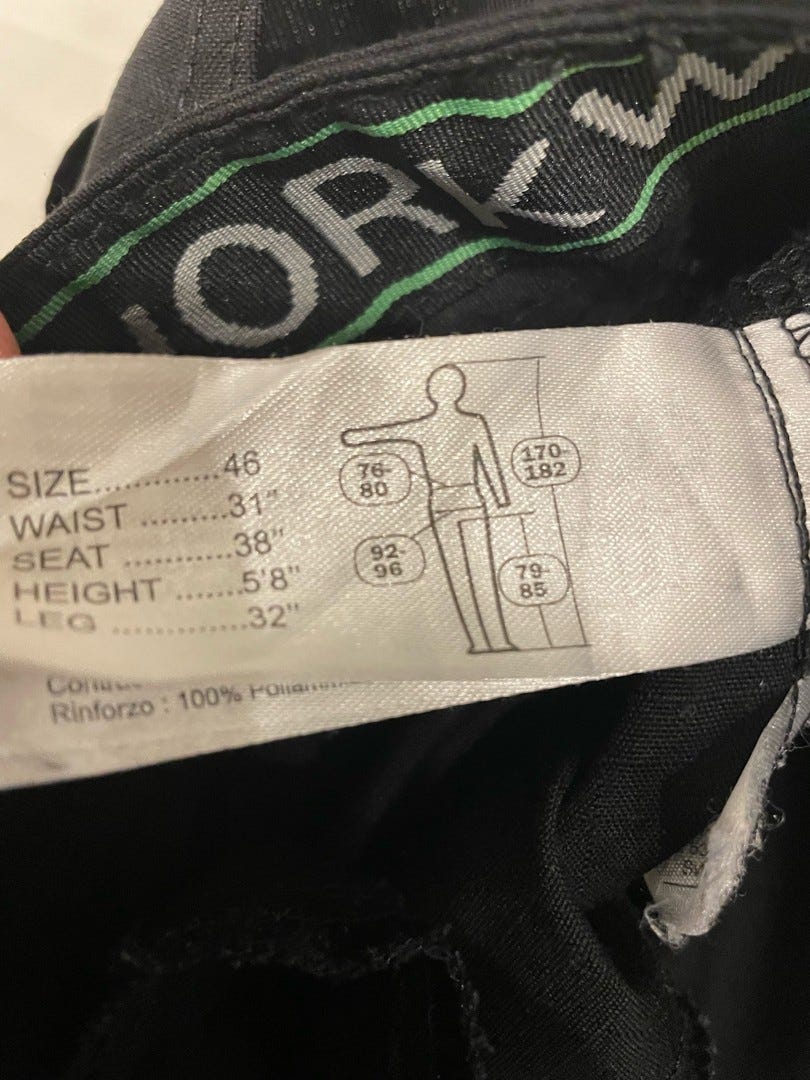 ORKW
SIZE............46
WAIST .........31"
SEAT ...........38"
HEIGHT .......5'8"
LEG ..............32"
76-
80
170-
182
92-
96
79-
85
Rinforzo : 100%